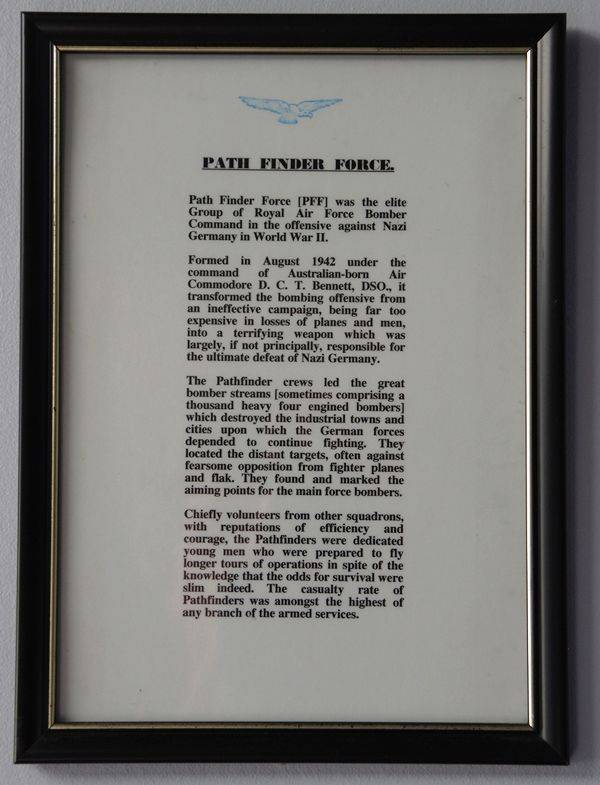 PATH FINDER FORCE.
Path Finder Force [PFF] was the elite
Group of Royal Air Force Bomber
Command in the offensive against Nazi
Germany in World War II.
Formed in August 1942 under the
command of Australian-born Air
Commodore D. C. T. Bennett, DSO., it
transformed the bombing offensive from
an ineffective campaign, being far too
expensive in losses of planes and men,
into a terrifying weapon which was
largely, if not principally, responsible for
the ultimate defeat of Nazi Germany.
The Pathfinder crews led the great
bomber streams [sometimes comprising a
thousand heavy four engined bombers]
which destroyed the industrial towns and
cities upon which the German forces
depended to continue fighting. They
located the distant targets, often against
fearsome opposition from fighter planes
and flak. They found and marked the
aiming points for the main force bombers.
Chiefly volunteers from other squadrons,
with reputations of efficiency and
courage, the Pathfinders were dedicated
young men who were prepared to fly
longer tours of operations in spite of the
knowledge that the odds for survival were
slim indeed. The casualty rate of
Pathfinders was amongst the highest of
any branch of the armed services.